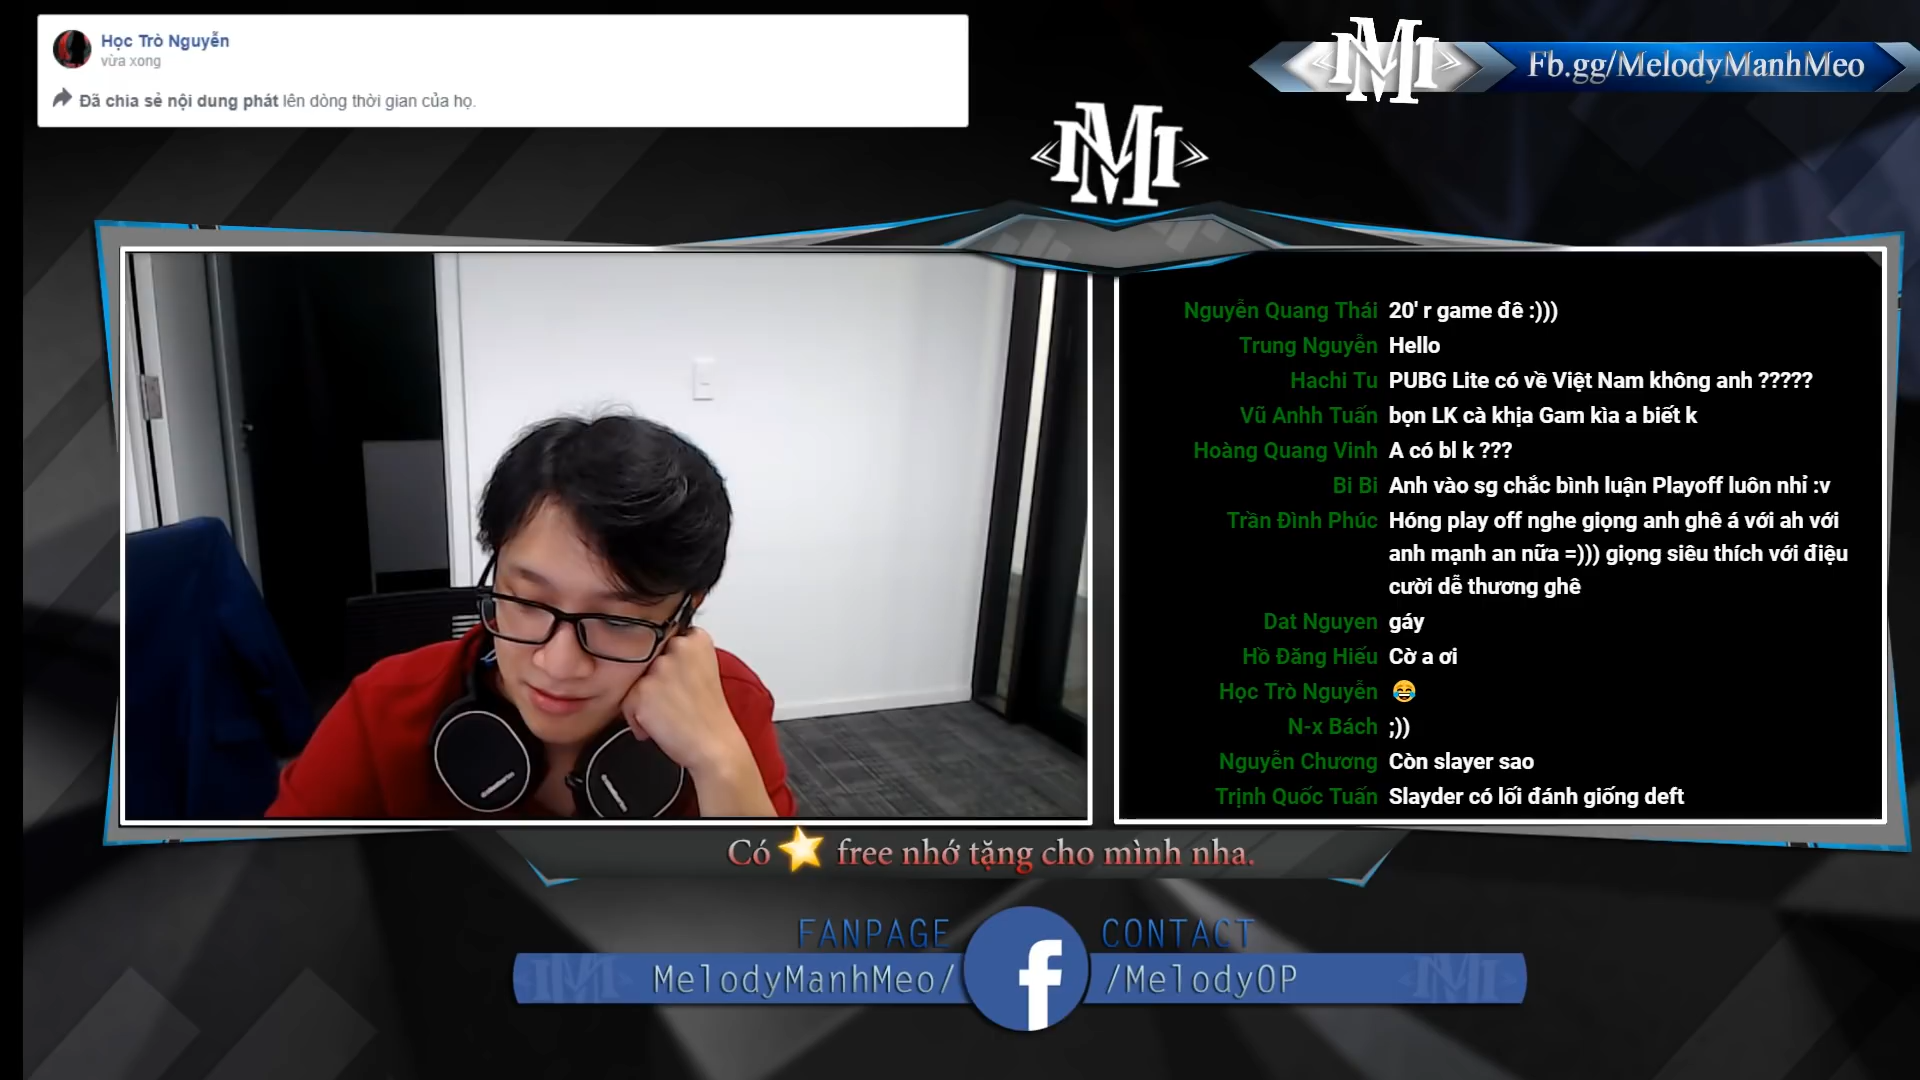 Học Trò Nguyễn
vừa xong
Đã chia sẻ nội dung phát lên dòng thời gian của họ.
Fb.gg/MelodyManhMeo
Nguyễn Quang Thái 20' r game đê :)))
Trung Nguyễn Hello
Hachi Tu PUBG Lite có về Việt Nam không anh ?????
Vũ Anhh Tuấn bọn LK cà khịa Gam kìa a biết k
Hoàng Quang Vinh A có bl k ???
Bi Bi Anh vào sg chắc bình luận Playoff luôn nhỉ :v
Trần Đình Phúc Hóng play off nghe giọng anh ghê á với ah với
anh mạnh an nữa =))) giọng siêu thích với điệu
cười dễ thương ghê
Dat Nguyen gáy
Hồ Đăng Hiếu Cờ a ơi
Học Trò Nguyễn 😂
N-x Bách ;))
Nguyễn Chương Còn slayer sao
Trịnh Quốc Tuấn Slayder có lối đánh giống deft
Có ⭐ free nhớ tặng cho mình nha.
FANPAGE CONTACT
MelodyManhMeo/ f /MelodyOP